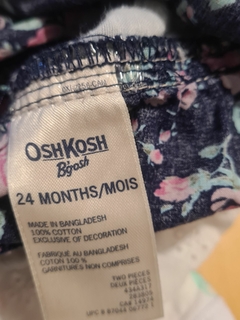 OSHKOSH
B'gosh
24 MONTHS/MOIS
MADE IN BANGLADESH
100% COTTON
EXCLUSIVE OF DECORATION
FABRIQUÉ AU BANGLADESH
COTON 100 %
GARNITURES NON COMPRISES
TWO PIECES
DEUX PIÈCES